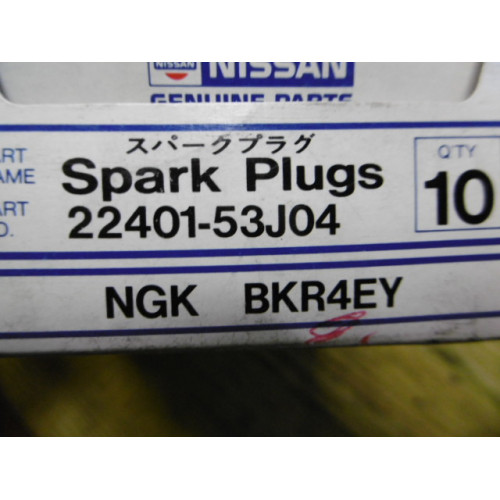 NISSAN
GENUINE PARTS
スパークプラグ
ART
AME
Spark Plugs
Q'TY
10
ART
O.
22401-53J04
NGK BKR4EY